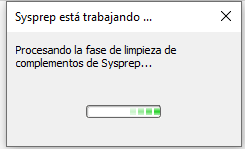 Sysprep está trabajando ...
Procesando la fase de limpieza de
complementos de Sysprep...